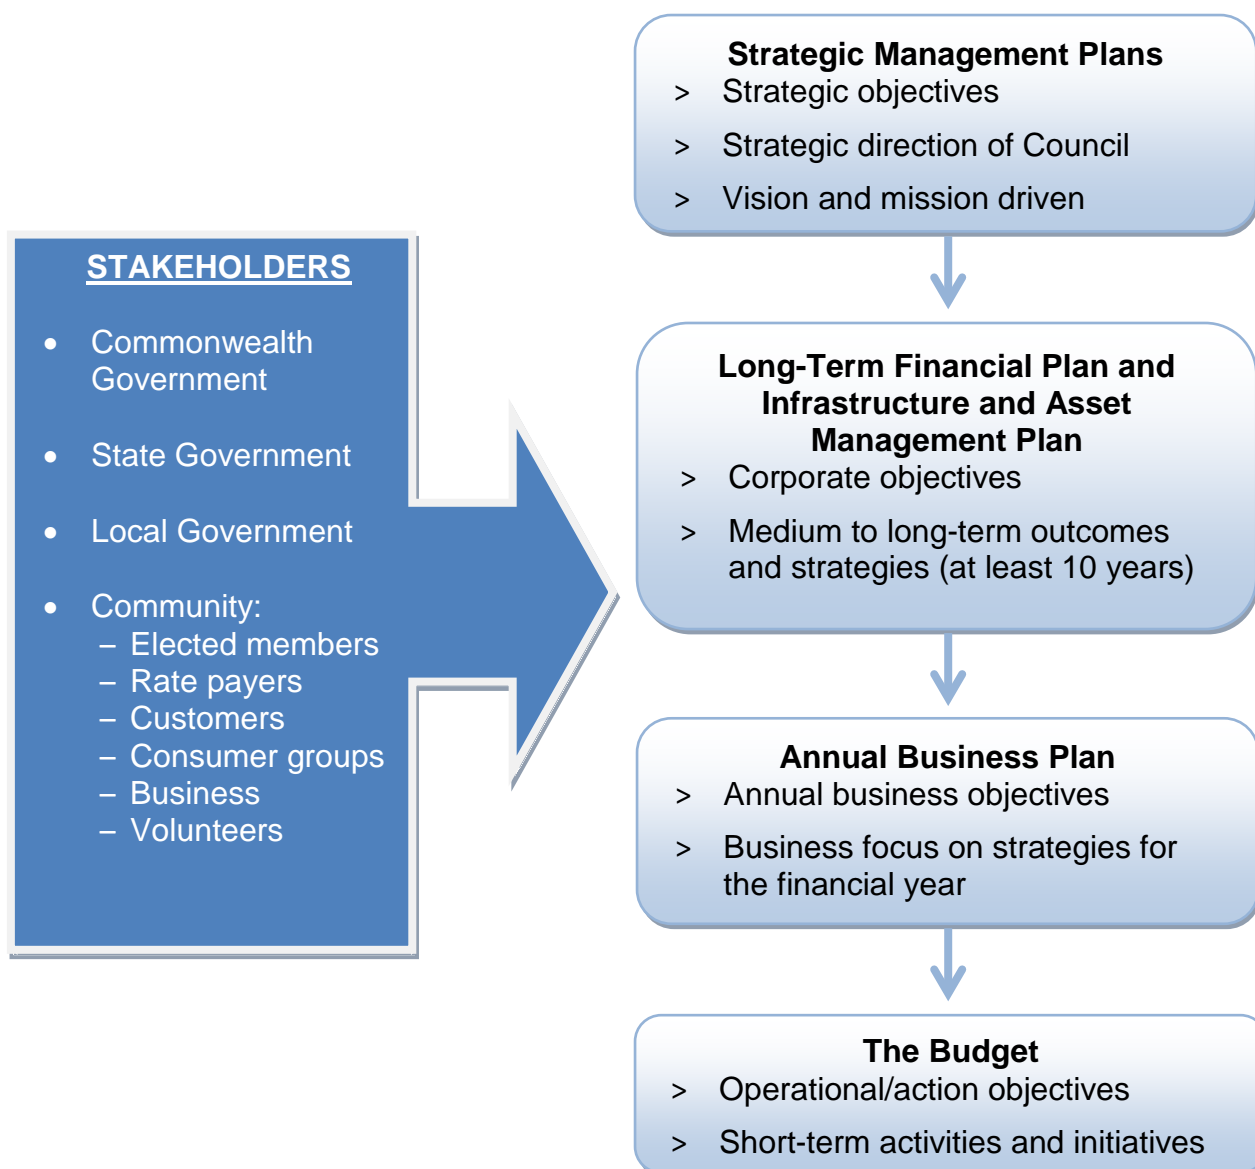 Strategic Management Plans
> Strategic objectives
> Strategic direction of Council
> Vision and mission driven
STAKEHOLDERS
• Commonwealth
Government
• State Government
• Local Government
• Community:
– Elected members
– Rate payers
– Customers
– Consumer groups
– Business
– Volunteers
Long-Term Financial Plan and
Infrastructure and Asset
Management Plan
> Corporate objectives
> Medium to long-term outcomes
and strategies (at least 10 years)
Annual Business Plan
> Annual business objectives
> Business focus on strategies for
the financial year
The Budget
> Operational/action objectives
> Short-term activities and initiatives